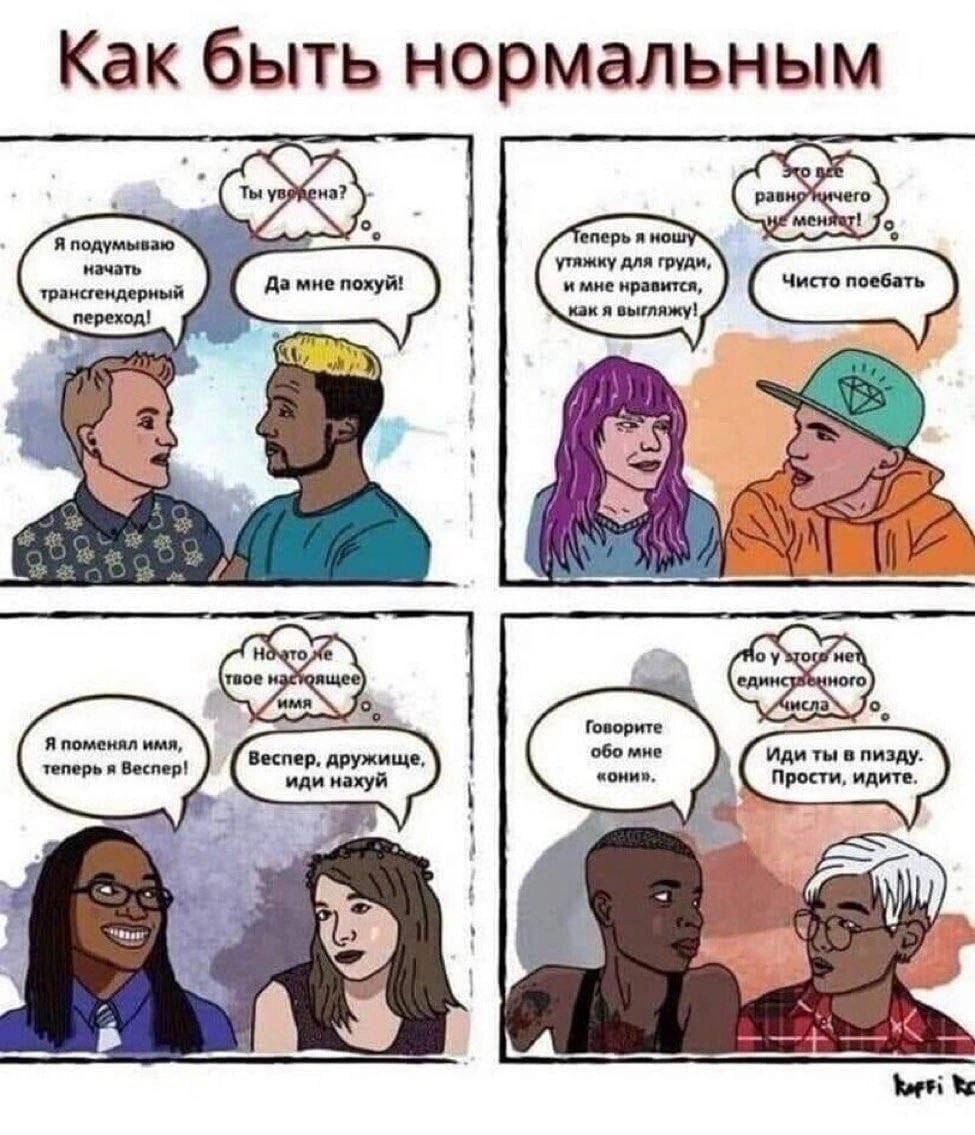 Как быть нормальным
Ты уверена?
Я подумываю
начать
трансгендерный
переход!
Да мне похуй!
Это все
равно ничего
не меняет!
Теперь я ношу
утяжку для груди,
и мне нравится,
как я выгляжу!
Чисто поебать
Но это не
твое настоящее
имя
Я поменял имя,
теперь я Веспер!
Веспер, дружище,
иди нахуй
Но у этого нет
единственного
числа
Говорите
обо мне
«они».
Иди ты в пизду.
Прости, идите.